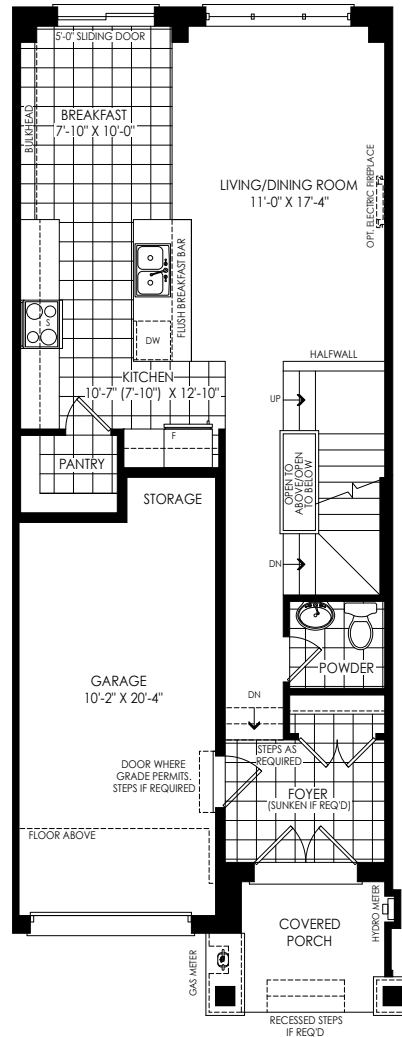 5'-0" SLIDING DOOR
BREAKFAST
7'-10" X 10'-0"
BULKHEAD
LIVING/DINING ROOM
11'-0" X 17'-4"
OPT. ELECTRIC FIREPLACE
FLUSH BREAKFAST BAR
S
DW
HALFWALL
KITCHEN
10'-7" (7'-10") X 12'-10"
UP
F
PANTRY
OPEN TO
ABOVE/OPEN
TO BELOW
STORAGE
DN
POWDER
GARAGE
10'-2" X 20'-4"
DN
STEPS AS
REQUIRED
DOOR WHERE
GRADE PERMITS.
STEPS IF REQUIRED
FOYER
(SUNKEN IF REQ'D)
FLOOR ABOVE
COVERED
PORCH
HYDRO METER
GAS METER
RECESSED STEPS
IF REQ'D